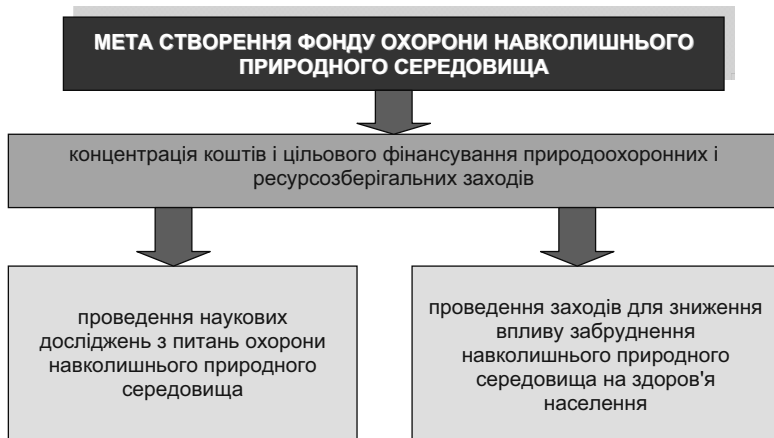 МЕТА СТВОРЕННЯ ФОНДУ ОХОРОНИ НАВКОЛИШНЬОГО
ПРИРОДНОГО СЕРЕДОВИЩА
концентрація коштів і цільового фінансування природоохоронних і
ресурсозберігальних заходів
проведення наукових
досліджень з питань охорони
навколишнього природного
середовища
проведення заходів для зниження
впливу забруднення
навколишнього природного
середовища на здоров'я
населення